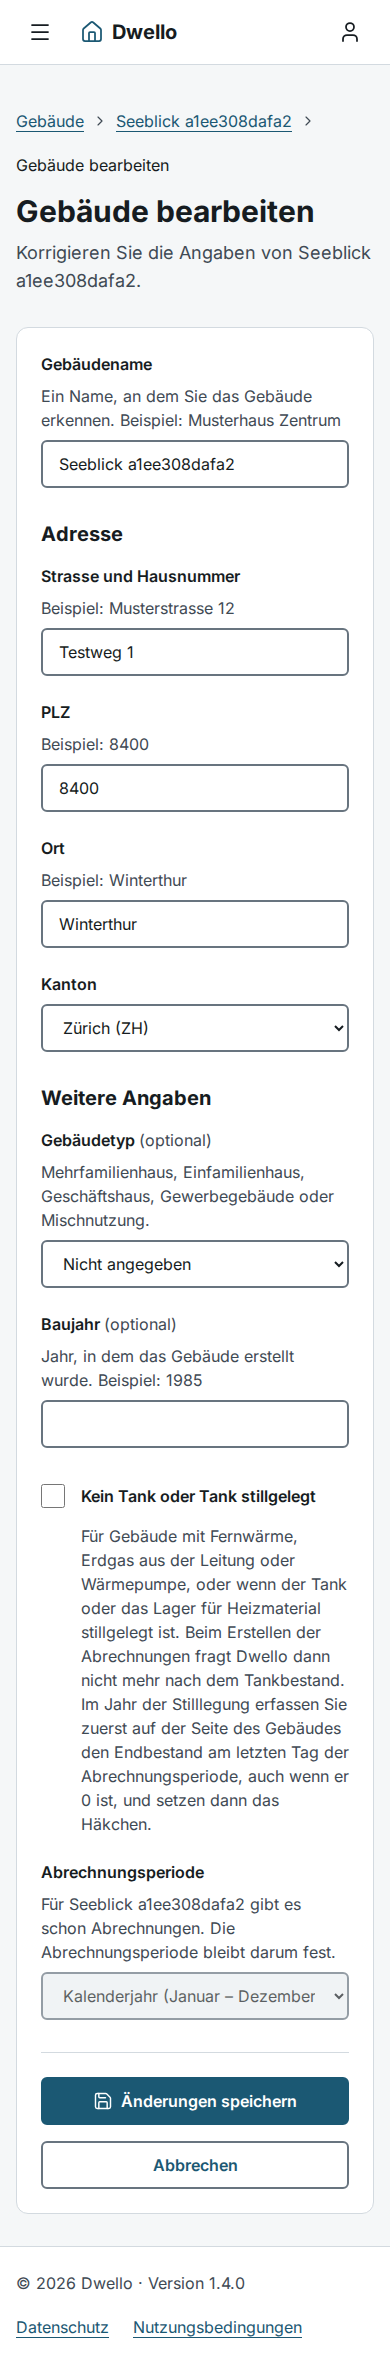 Dwello
Gebäude
Seeblick a1ee308dafa2
Gebäude bearbeiten
Gebäude bearbeiten
Korrigieren Sie die Angaben von Seeblick
a1ee308dafa2.
Gebäudename
Ein Name, an dem Sie das Gebäude
erkennen. Beispiel: Musterhaus Zentrum
Seeblick a1ee308dafa2
Adresse
Strasse und Hausnummer
Beispiel: Musterstrasse 12
Testweg 1
PLZ
Beispiel: 8400
8400
Ort
Beispiel: Winterthur
Winterthur
Kanton
Zürich (ZH)
Weitere Angaben
Gebäudetyp (optional)
Mehrfamilienhaus, Einfamilienhaus,
Geschäftshaus, Gewerbegebäude oder
Mischnutzung.
Nicht angegeben
Baujahr (optional)
Jahr, in dem das Gebäude erstellt
wurde. Beispiel: 1985
Kein Tank oder Tank stillgelegt
Für Gebäude mit Fernwärme,
Erdgas aus der Leitung oder
Wärmepumpe, oder wenn der Tank
oder das Lager für Heizmaterial
stillgelegt ist. Beim Erstellen der
Abrechnungen fragt Dwello dann
nicht mehr nach dem Tankbestand.
Im Jahr der Stilllegung erfassen Sie
zuerst auf der Seite des Gebäudes
den Endbestand am letzten Tag der
Abrechnungsperiode, auch wenn er
0 ist, und setzen dann das
Häkchen.
Abrechnungsperiode
Für Seeblick a1ee308dafa2 gibt es
schon Abrechnungen. Die
Abrechnungsperiode bleibt darum fest.
Kalenderjahr (Januar – Dezember
Änderungen speichern
Abbrechen
© 2026 Dwello · Version 1.4.0
Datenschutz
Nutzungsbedingungen